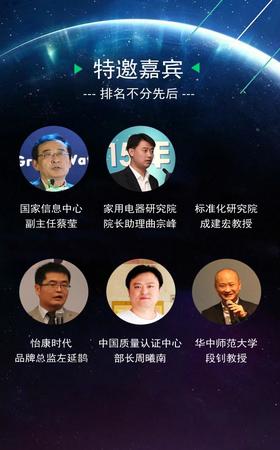 特邀嘉宾
--- 排名不分先后 ---
15年
国家信息中心
副主任蔡莹
家用电器研究院
院长助理曲宗峰
标准化研究院
成建宏教授
怡康时代
品牌总监左延鹊
中国质量认证中心
部长周曦南
华中师范大学
段钊教授